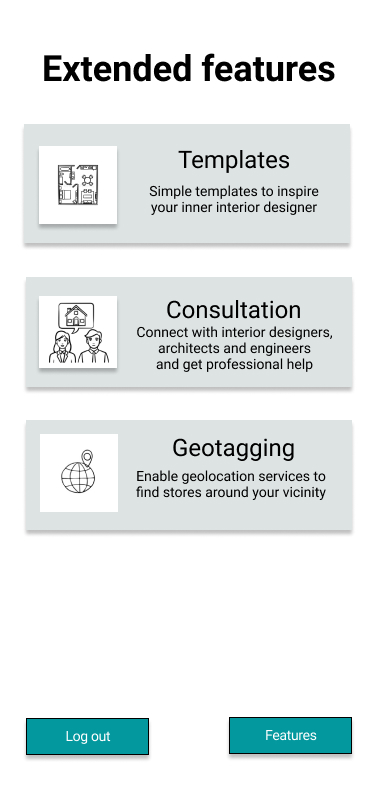 Extended features
Templates
Simple templates to inspire
your inner interior designer
Consultation
Connect with interior designers,
architects and engineers
and get professional help
Geotagging
Enable geolocation services to
find stores around your vicinity
Log out
Features